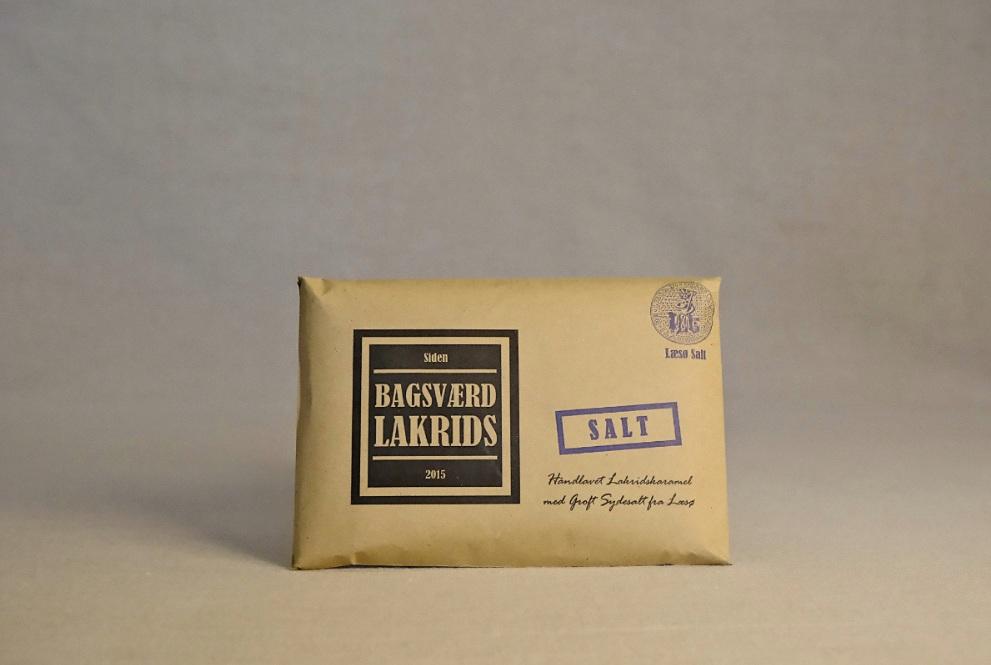 Siden
BAGSVÆRD
LAKRIDS
2015
Læsø Salt
SALT
Håndlavet Lakridskaramel
med Groft Sydesalt fra Læsø